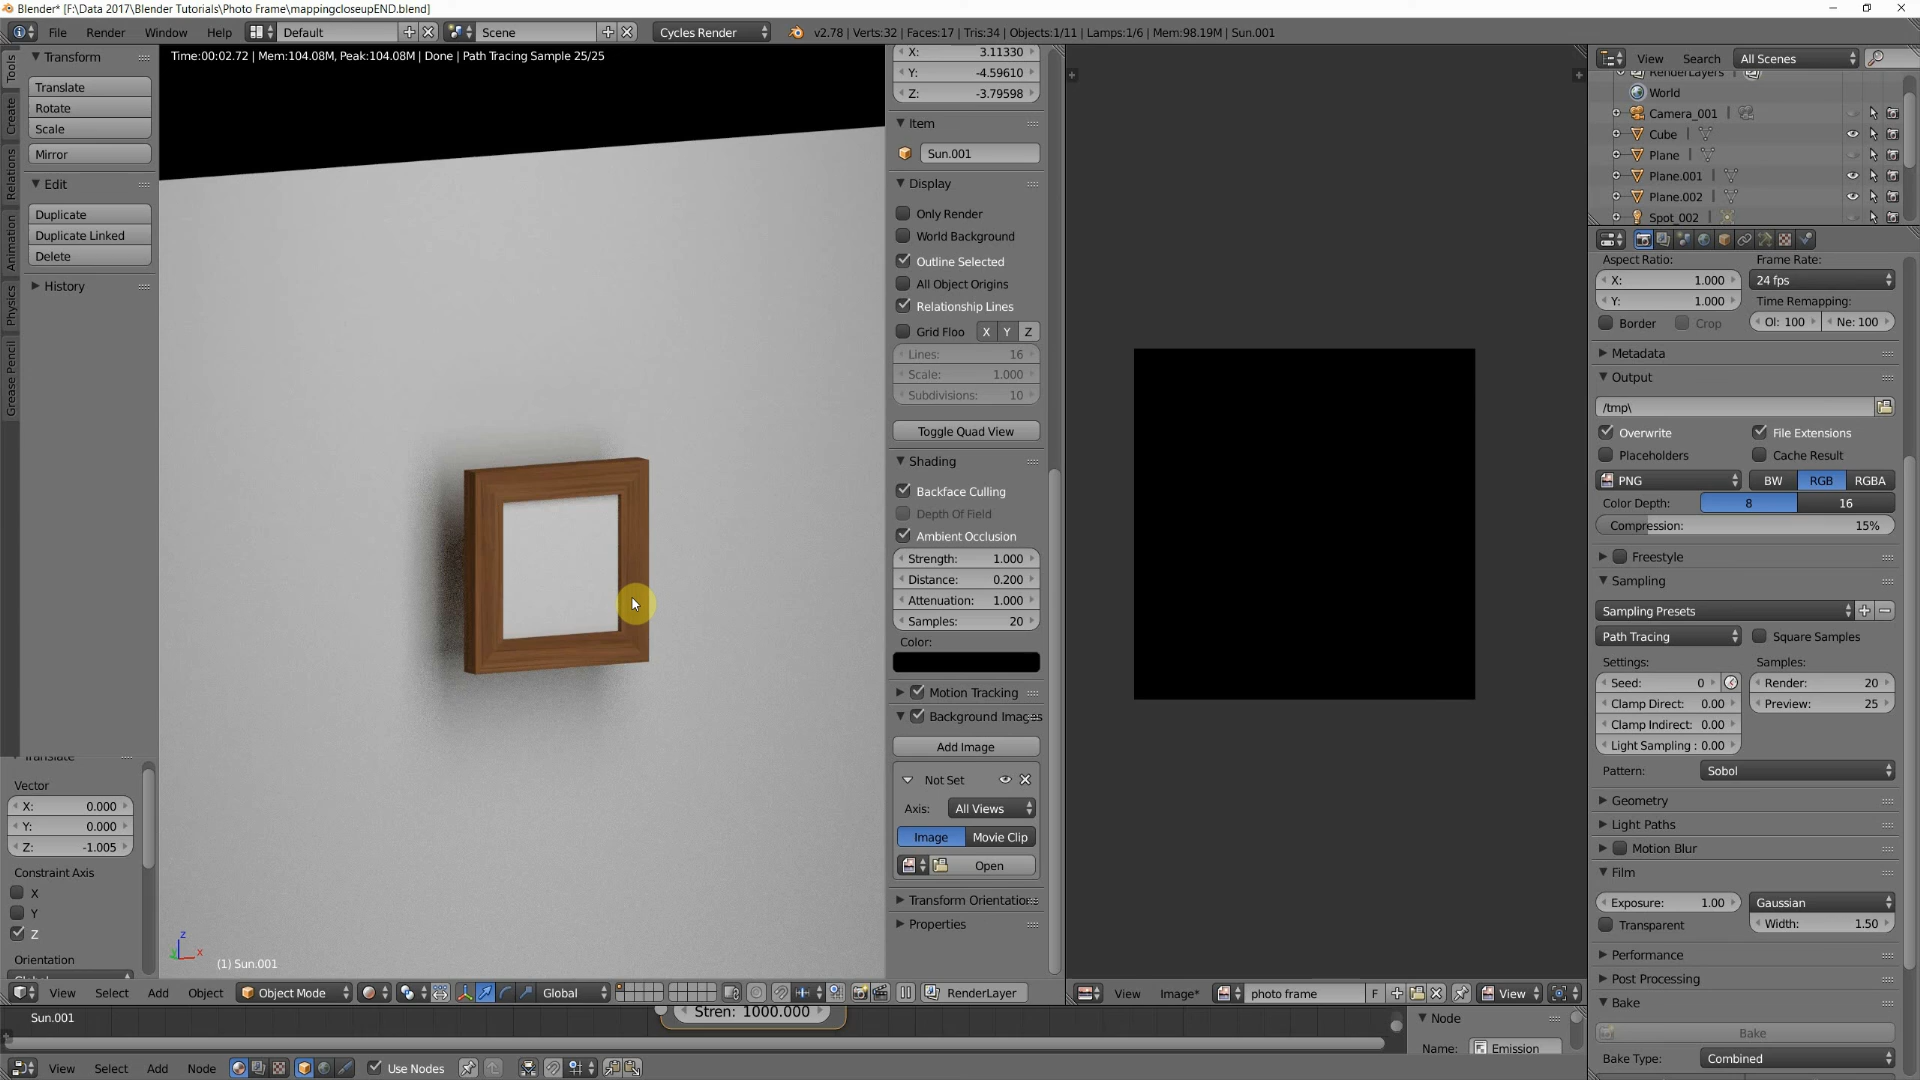 Blender* [F:\Data 2017\Blender Tutorials\Photo Frame\mappingcloseupEND.blend]
File Render Window Help Default Scene Cycles Render v2.78 | Verts:32 | Faces:17 | Tris:34 | Objects:1/11 | Lamps:1/6 | Mem:98.19M | Sun.001
Time:00:02.72 | Mem:104.08M, Peak:104.08M | Done | Path Tracing Sample 25/25
Tools
Create
Relations
Animation
Physics
Grease Pencil
Transform
Translate
Rotate
Scale
Mirror
Edit
Duplicate
Duplicate Linked
Delete
History
Translate
Vector
X: 0.000
Y: 0.000
Z: -1.005
Constraint Axis
X
Y
Z
Orientation
Global
z
x
(1) Sun.001
X: 3.11330
Y: -4.59610
Z: -3.79598
Item
Sun.001
Display
Only Render
World Background
Outline Selected
All Object Origins
Relationship Lines
Grid Floo X Y Z
Lines: 16
Scale: 1.000
Subdivisions: 10
Toggle Quad View
Shading
Backface Culling
Depth Of Field
Ambient Occlusion
Strength: 1.000
Distance: 0.200
Attenuation: 1.000
Samples: 20
Color:
Motion Tracking
Background Images
Add Image
Not Set
Axis: All Views
Image Movie Clip
Open
Transform Orientations
Properties
View Search All Scenes
RenderLayers
World
Camera_001
Cube
Plane
Plane.001
Plane.002
Spot_002
Aspect Ratio: Frame Rate:
X: 1.000 24 fps
Y: 1.000 Time Remapping:
Border Crop Ol: 100 Ne: 100
Metadata
Output
/tmp\
Overwrite File Extensions
Placeholders Cache Result
PNG BW RGB RGBA
Color Depth: 8 16
Compression: 15%
Freestyle
Sampling
Sampling Presets
Path Tracing Square Samples
Settings: Samples:
Seed: 0 Render: 20
Clamp Direct: 0.00 Preview: 25
Clamp Indirect: 0.00
Light Sampling : 0.00
Pattern: Sobol
Geometry
Light Paths
Motion Blur
Film
Exposure: 1.00 Gaussian
Transparent Width: 1.50
Performance
Post Processing
Bake
Bake
Bake Type: Combined
View Select Add Object Object Mode Global RenderLayer
View Image* photo frame F View
Sun.001 Stren: 1000.000
Node
Name: Emission
View Select Add Node Use Nodes